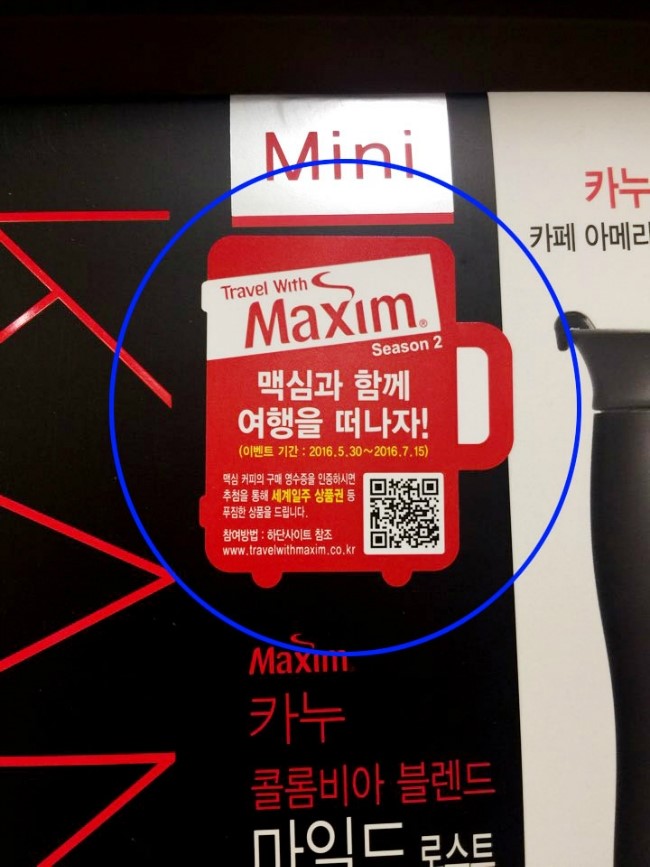 Mini
카누
카페 아메리
Travel With
Maxim®
Season 2
맥심과 함께
여행을 떠나자!
(이벤트 기간 : 2016.5.30~2016.7.15)
맥심 커피의 구매 영수증을 인증하시면
추첨을 통해 세계일주 상품권 등
푸짐한 상품을 드립니다.
참여방법 : 하단사이트 참조
www.travelwithmaxim.co.kr
Maxim
카누
콜롬비아 블렌드
마일드 로스트